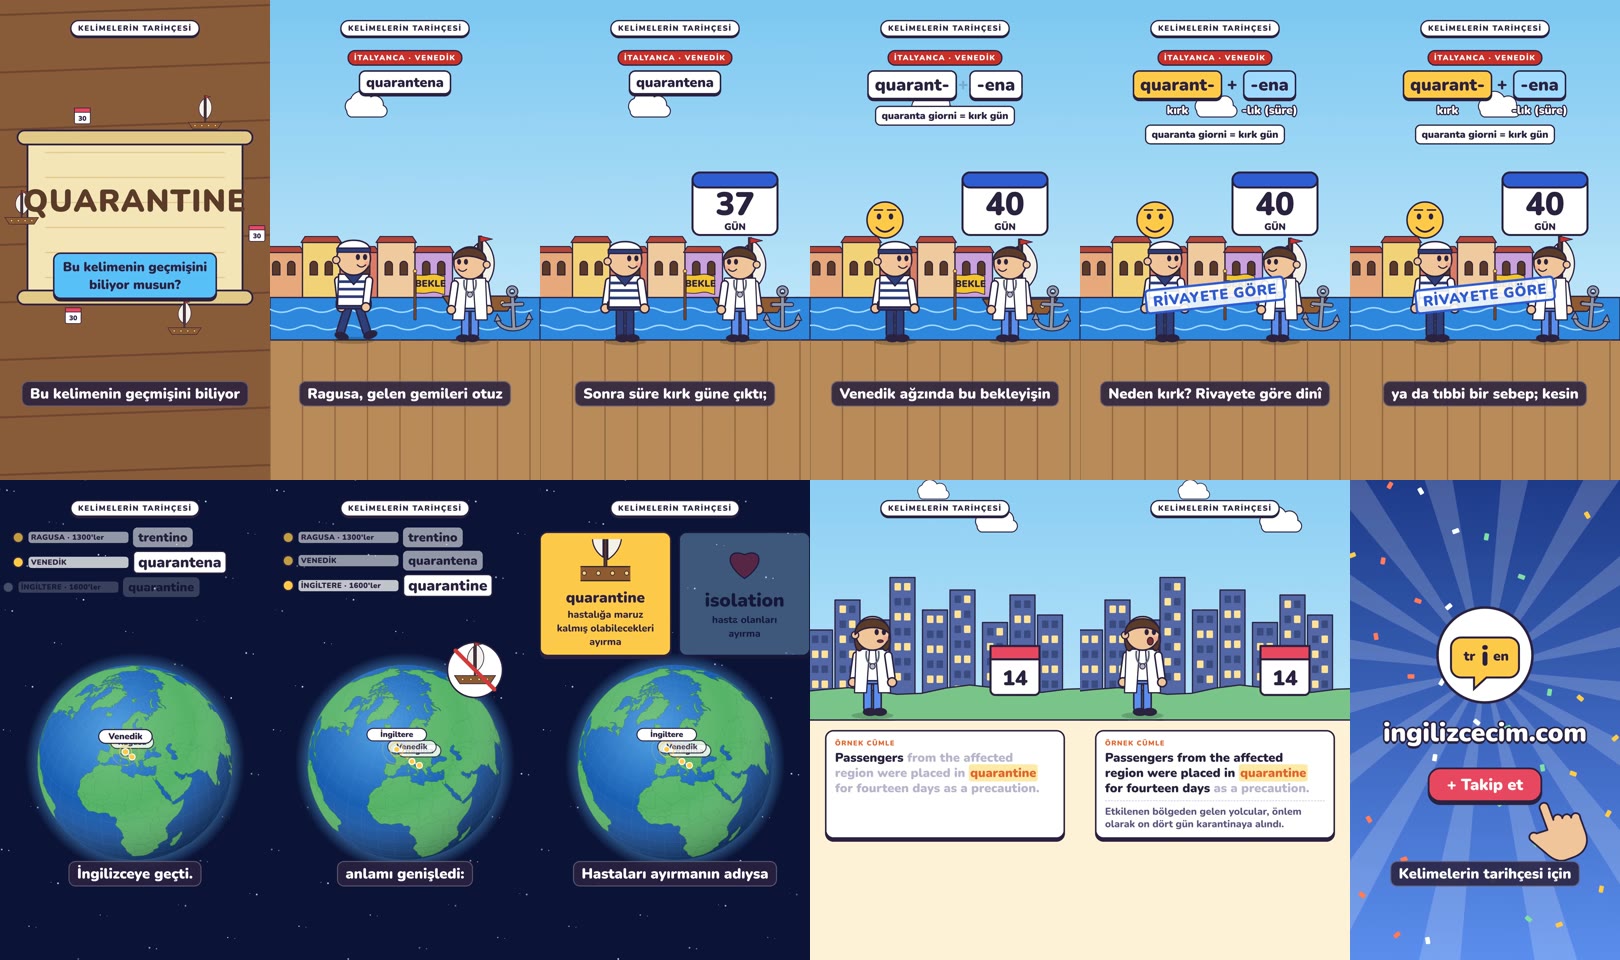 KELİMELERİN TARİHÇESİ
30
QUARANTINE
30
Bu kelimenin geçmişini
biliyor musun?
30
Bu kelimenin geçmişini biliyor
KELİMELERİN TARİHÇESİ
İTALYANCA · VENEDİK
quarantena
BEKLE
Ragusa, gelen gemileri otuz
KELİMELERİN TARİHÇESİ
İTALYANCA · VENEDİK
quarantena
37
GÜN
BEKLE
Sonra süre kırk güne çıktı;
KELİMELERİN TARİHÇESİ
İTALYANCA · VENEDİK
quarant- + -ena
quaranta giorni = kırk gün
40
GÜN
BEKLE
Venedik ağzında bu bekleyişin
KELİMELERİN TARİHÇESİ
İTALYANCA · VENEDİK
quarant- + -ena
kırk -lık (süre)
quaranta giorni = kırk gün
40
GÜN
RİVAYETE GÖRE
Neden kırk? Rivayete göre dinî
KELİMELERİN TARİHÇESİ
İTALYANCA · VENEDİK
quarant- + -ena
kırk -lık (süre)
quaranta giorni = kırk gün
40
GÜN
RİVAYETE GÖRE
ya da tıbbi bir sebep; kesin
KELİMELERİN TARİHÇESİ
RAGUSA · 1300'ler trentino
VENEDİK quarantena
İNGİLTERE · 1600'ler quarantine
Venedik
İngilizceye geçti.
KELİMELERİN TARİHÇESİ
RAGUSA · 1300'ler trentino
VENEDİK quarantena
İNGİLTERE · 1600'ler quarantine
İngiltere
Venedik
anlamı genişledi:
KELİMELERİN TARİHÇESİ
quarantine
hastalığa maruz
kalmış olabilecekleri
ayırma
isolation
hasta olanları
ayırma
İngiltere
Venedik
Hastaları ayırmanın adıysa
KELİMELERİN TARİHÇESİ
14
ÖRNEK CÜMLE
Passengers from the affected
region were placed in quarantine
for fourteen days as a precaution.
KELİMELERİN TARİHÇESİ
14
ÖRNEK CÜMLE
Passengers from the affected
region were placed in quarantine
for fourteen days as a precaution.
Etkilenen bölgeden gelen yolcular, önlem
olarak on dört gün karantinaya alındı.
tr i en
ingilizcecim.com
+ Takip et
Kelimelerin tarihçesi için